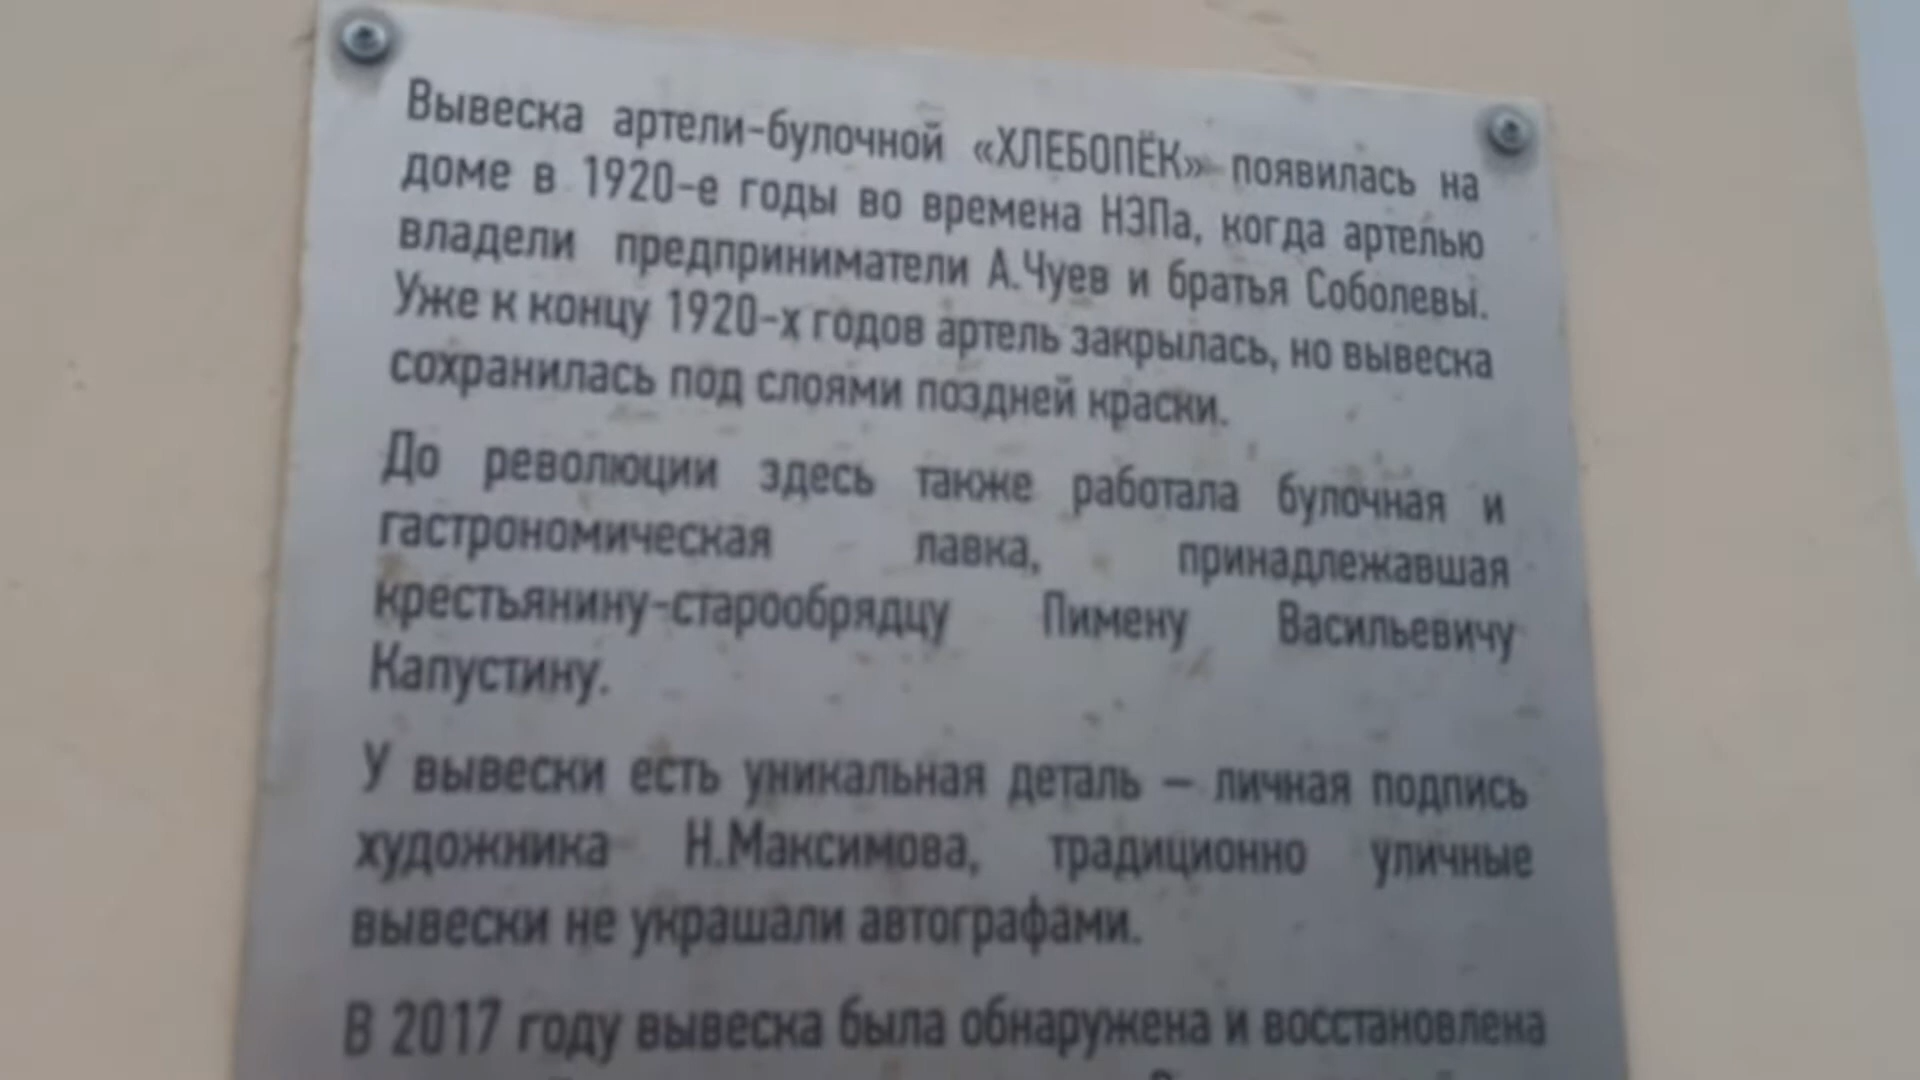 Вывеска артели-булочной «ХЛЕБОПЁК» появилась на
доме в 1920-е годы во времена НЭПа, когда артелью
владели предприниматели А.Чуев и братья Соболевы.
Уже к концу 1920-х годов артель закрылась, но вывеска
сохранилась под слоями поздней краски.
До революции здесь также работала булочная и
гастрономическая лавка, принадлежавшая
крестьянину-старообрядцу Пимену Васильевичу
Капустину.
У вывески есть уникальная деталь – личная подпись
художника Н.Максимова, традиционно уличные
вывески не украшали автографами.
В 2017 году вывеска была обнаружена и восстановлена